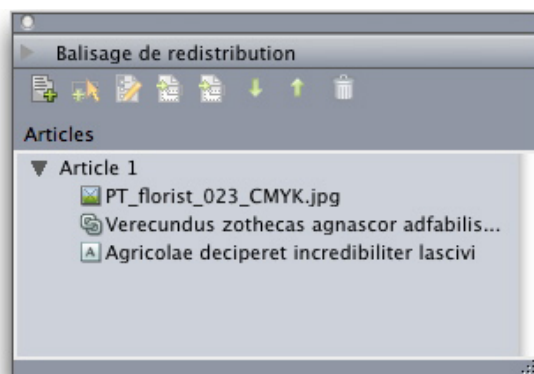 Balisage de redistribution
Articles
Article 1
PT_florist_023_CMYK.jpg
Verecundus zothecas agnascor adfabilis...
A Agricolae deciperet incredibiliter lascivi